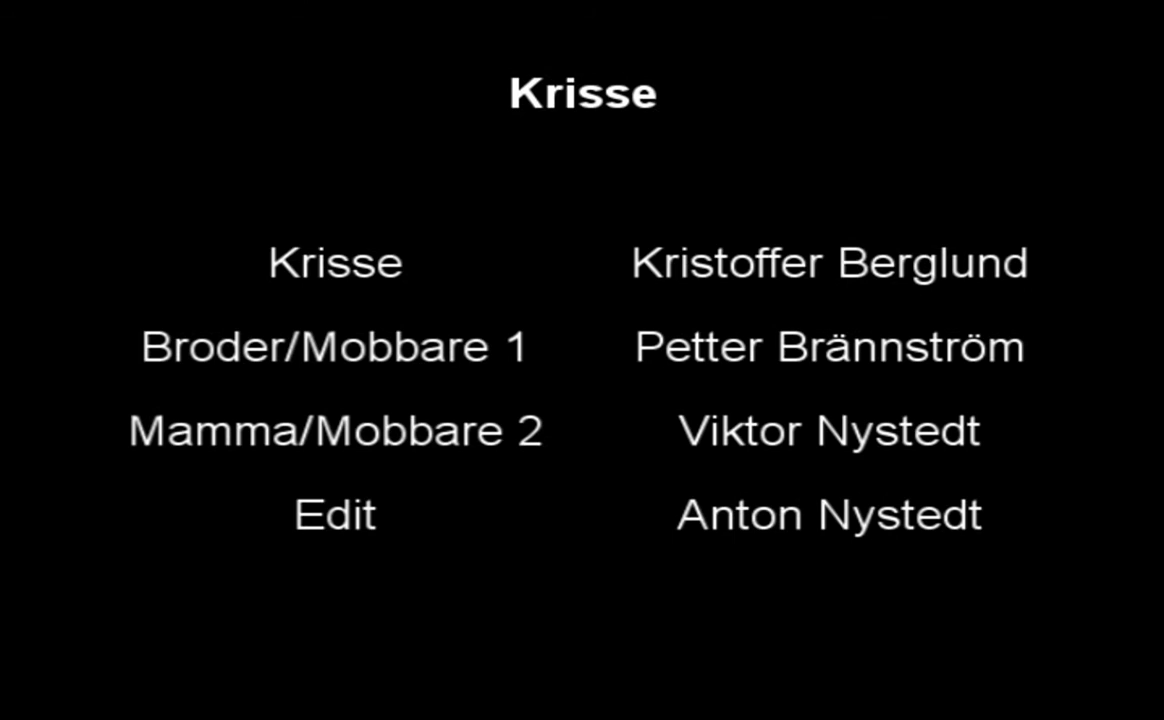 Krisse
Krisse Kristoffer Berglund
Broder/Mobbare 1 Petter Brännström
Mamma/Mobbare 2 Viktor Nystedt
Edit Anton Nystedt